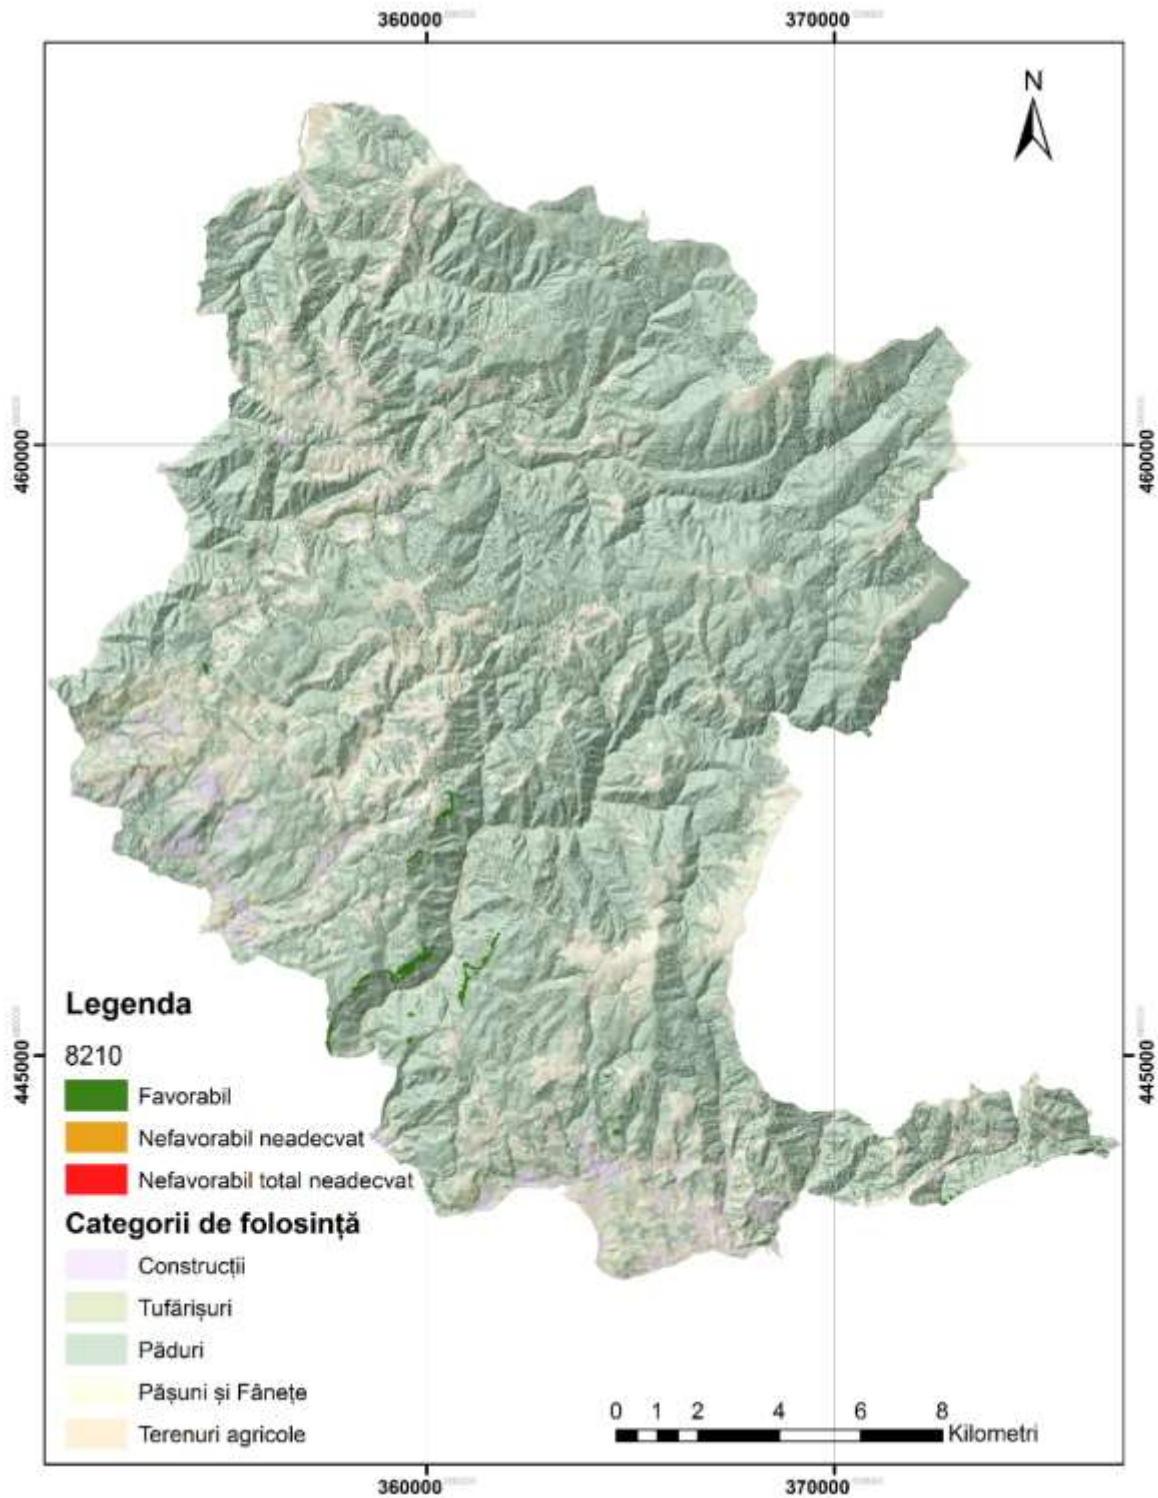 360000
370000
N
460000
460000
445000
445000
Legenda
8210
Favorabil
Nefavorabil neadecvat
Nefavorabil total neadecvat
Categorii de folosință
Construcții
Tufărișuri
Păduri
Pășuni și Fânețe
Terenuri agricole
0 1 2 4 6 8
Kilometri
360000
370000